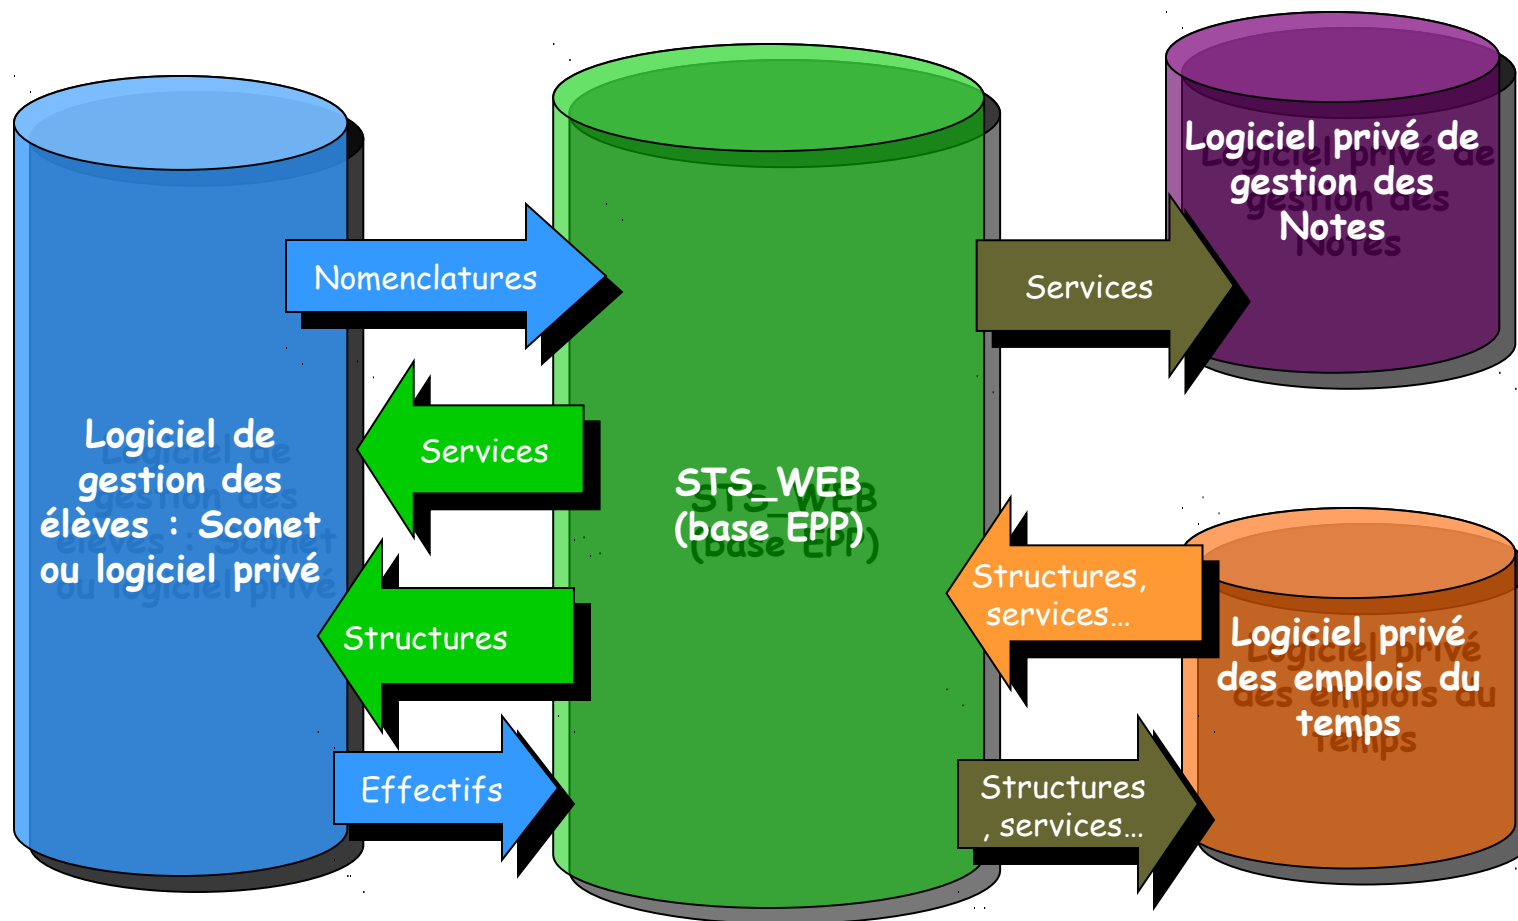 Logiciel privé de
gestion des
Notes
Nomenclatures
Services
Services
Logiciel de
gestion des
élèves : Sconet
ou logiciel privé
STS_WEB
(base EPP)
Structures,
services...
Structures
Logiciel privé
des emplois du
temps
Effectifs
Structures
, services...